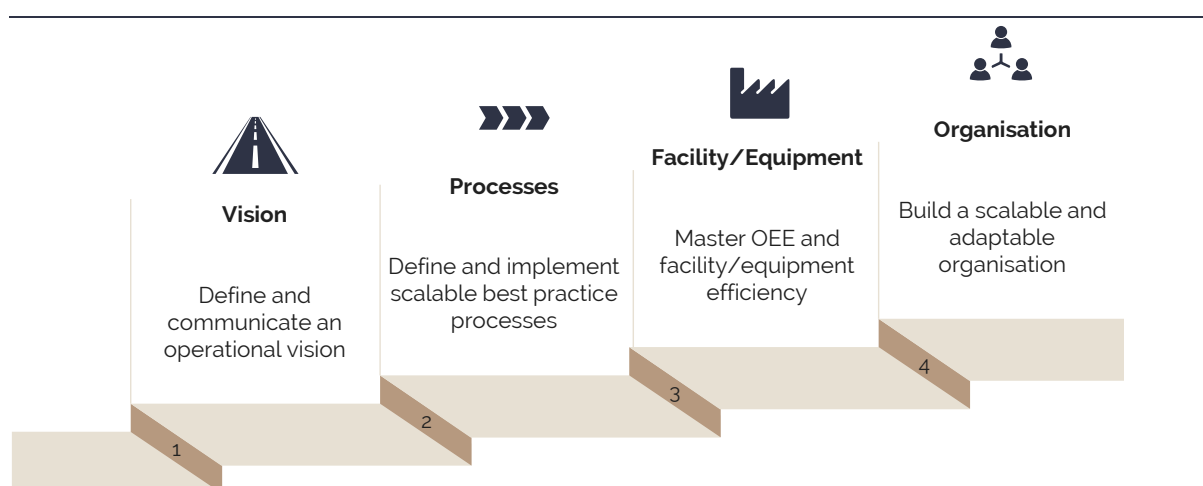 Vision
Define and
communicate an
operational vision
1
Processes
Define and implement
scalable best practice
processes
2
Facility/Equipment
Master OEE and
facility/equipment
efficiency
3
Organisation
Build a scalable and
adaptable
organisation
4